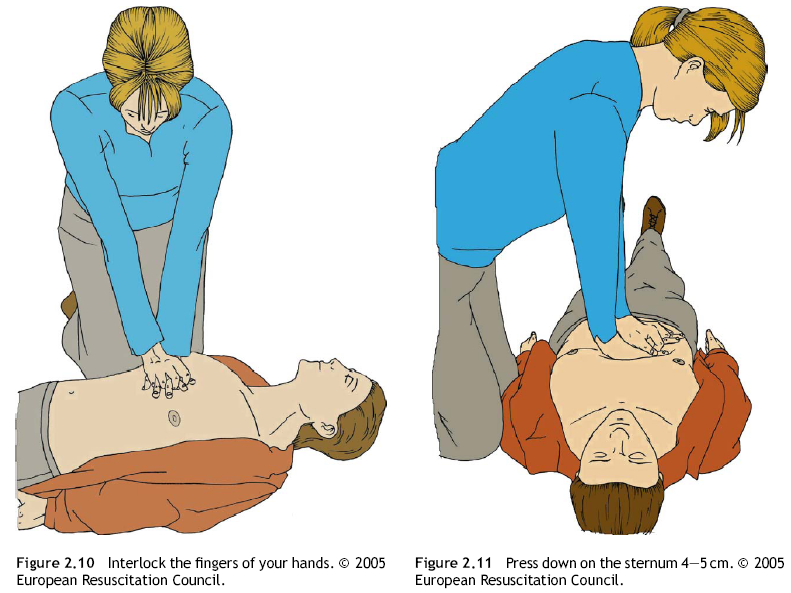 Figure 2.10 Interlock the fingers of your hands. © 2005
European Resuscitation Council.
Figure 2.11 Press down on the sternum 4—5 cm. © 2005
European Resuscitation Council.